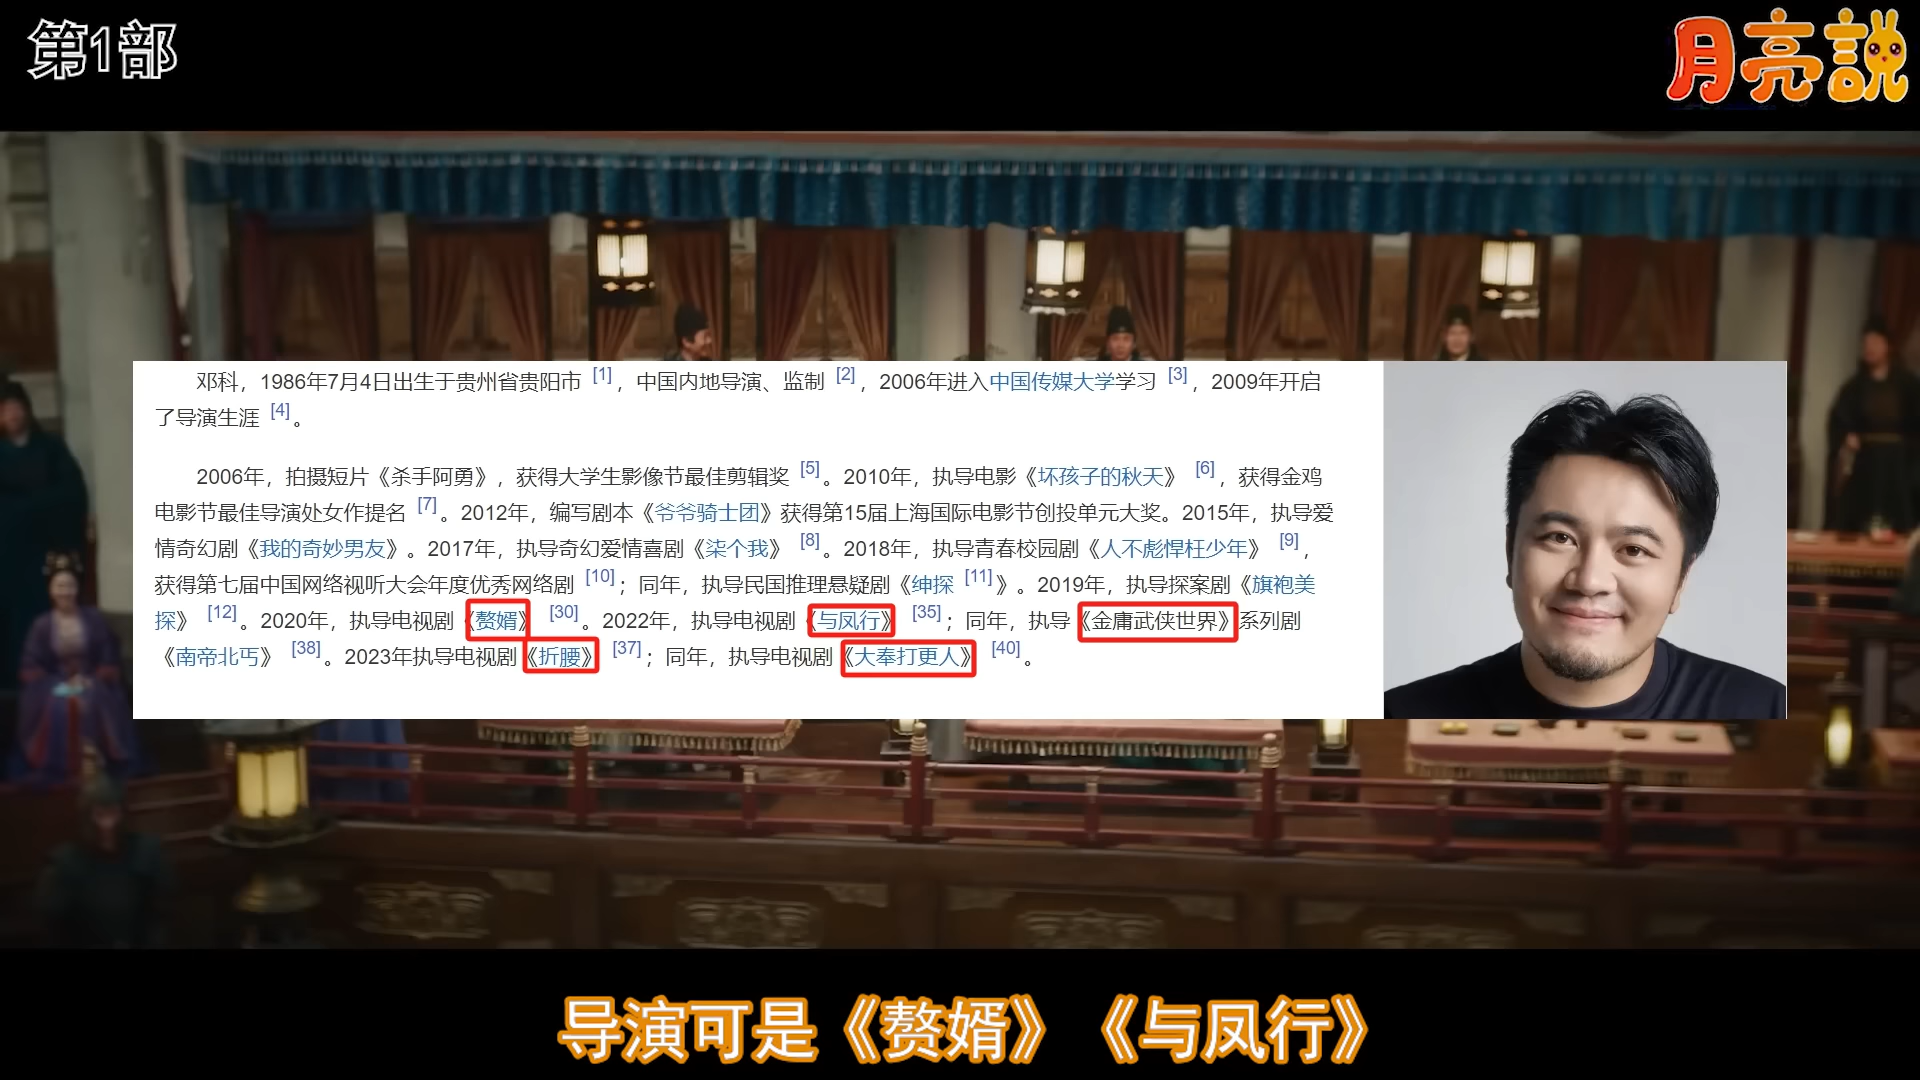 第1部
月亮説
邓科，1986年7月4日出生于贵州省贵阳市 [1] ，中国内地导演、监制 [2] ，2006年进入中国传媒大学学习 [3] ，2009年开启
了导演生涯 [4] 。
2006年，拍摄短片《杀手阿勇》，获得大学生影像节最佳剪辑奖 [5] 。2010年，执导电影《坏孩子的秋天》 [6] ，获得金鸡
电影节最佳导演处女作提名 [7] 。2012年，编写剧本《爷爷骑士团》获得第15届上海国际电影节创投单元大奖。2015年，执导爱
情奇幻剧《我的奇妙男友》。2017年，执导奇幻爱情喜剧《柒个我》 [8] 。2018年，执导青春校园剧《人不彪悍枉少年》 [9] ，
获得第七届中国网络视听大会年度优秀网络剧 [10] ；同年，执导民国推理悬疑剧《绅探 [11] 》。2019年，执导探案剧《旗袍美
探》 [12] 。2020年，执导电视剧《赘婿》 [30] 。2022年，执导电视剧《与凤行》 [35] ；同年，执导《金庸武侠世界》系列剧
《南帝北丐》 [38] 。2023年执导电视剧《折腰》 [37] ；同年，执导电视剧《大奉打更人》 [40] 。
导演可是《赘婿》《与凤行》